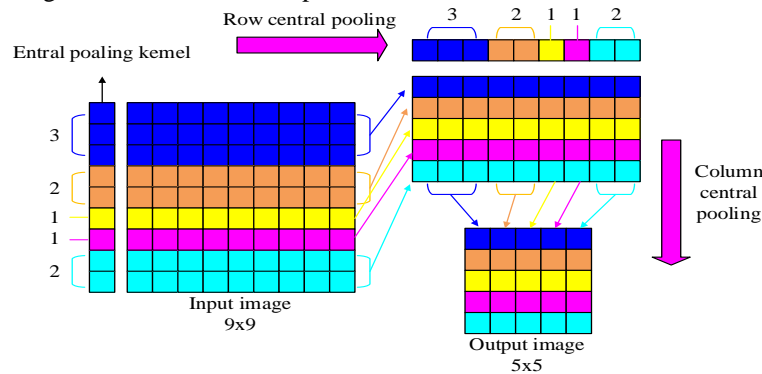 Row central pooling
3 2 1 1 2
Entral poaling kernel
3
2
1
1
2
Column
central
pooling
Input image
9x9
Output image
5x5